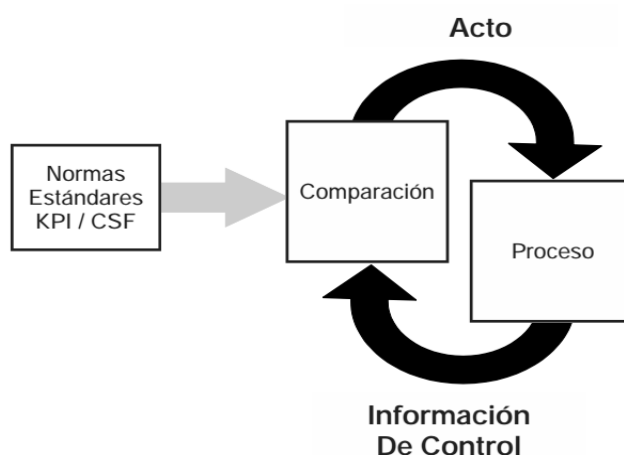 Acto
Normas
Estándares
KPI / CSF
Comparación
Proceso
Información
De Control